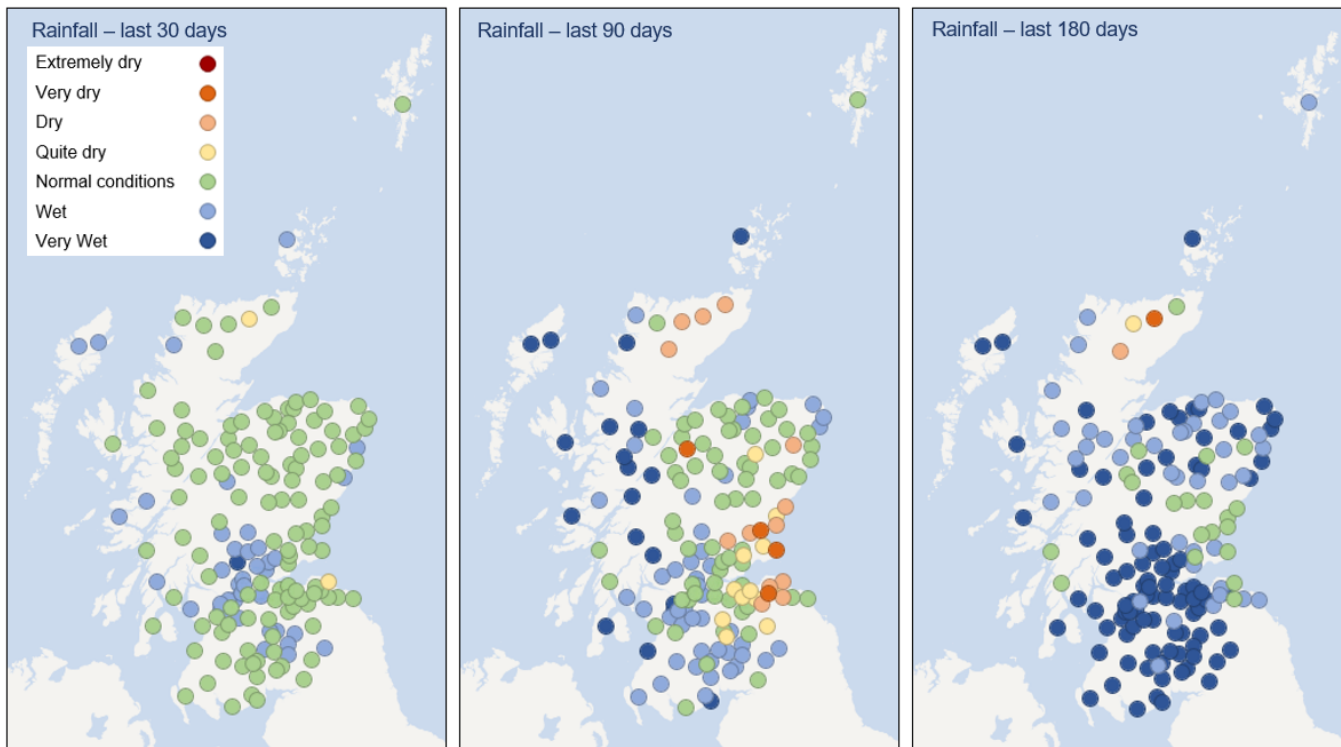 Rainfall – last 30 days
Extremely dry
Very dry
Dry
Quite dry
Normal conditions
Wet
Very Wet
Rainfall – last 90 days
Rainfall – last 180 days